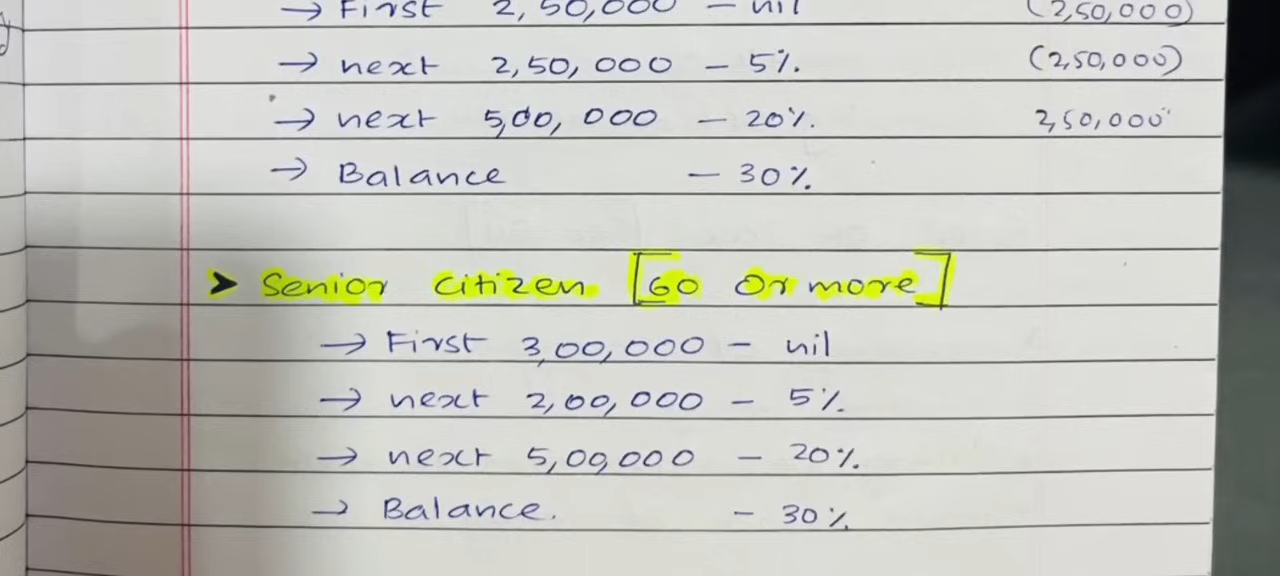 → First 2,50,000 – nil (2,50,000)
→ next 2,50,000 – 5% (2,50,000)
→ next 5,00,000 – 20% 2,50,000
→ Balance – 30%
➤ Senior citizen [60 or more]
→ First 3,00,000 – nil
→ next 2,00,000 – 5%
→ next 5,00,000 – 20%
→ Balance. – 30%